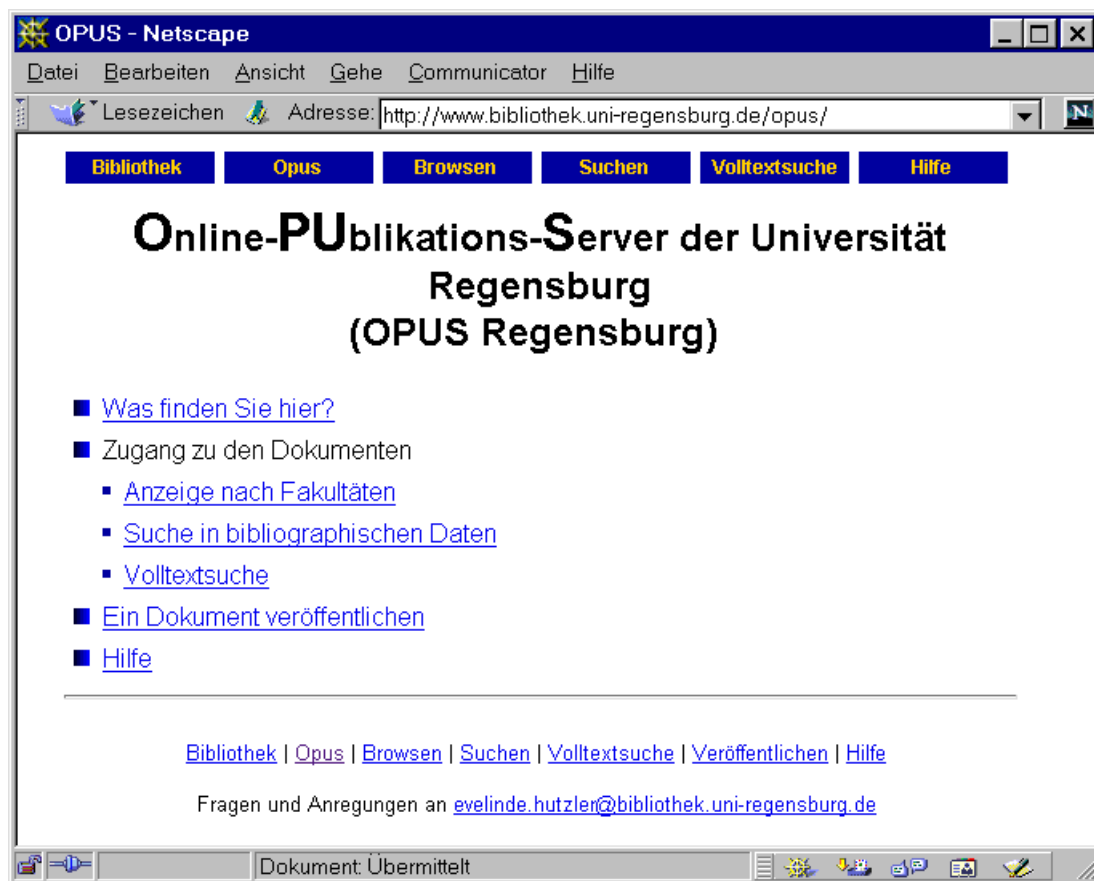 OPUS - Netscape
Datei Bearbeiten Ansicht Gehe Communicator Hilfe
Lesezeichen Adresse: http://www.bibliothek.uni-regensburg.de/opus/ N
Bibliothek Opus Browsen Suchen Volltextsuche Hilfe
Online-PUblikations-Server der Universität
Regensburg
(OPUS Regensburg)
Was finden Sie hier?
Zugang zu den Dokumenten
Anzeige nach Fakultäten
Suche in bibliographischen Daten
Volltextsuche
Ein Dokument veröffentlichen
Hilfe
Bibliothek | Opus | Browsen | Suchen | Volltextsuche | Veröffentlichen | Hilfe
Fragen und Anregungen an evelinde.hutzler@bibliothek.uni-regensburg.de
Dokument: Übermittelt